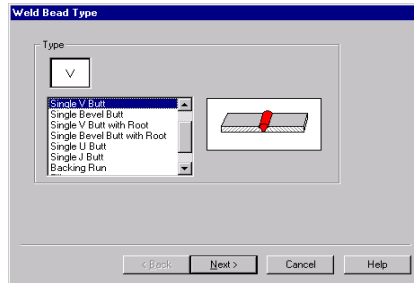 Weld Bead Type
Type
V
Single V Butt
Single Bevel Butt
Single V Butt with Root
Single Bevel Butt with Root
Single U Butt
Single J Butt
Backing Run
< Back
Next >
Cancel
Help